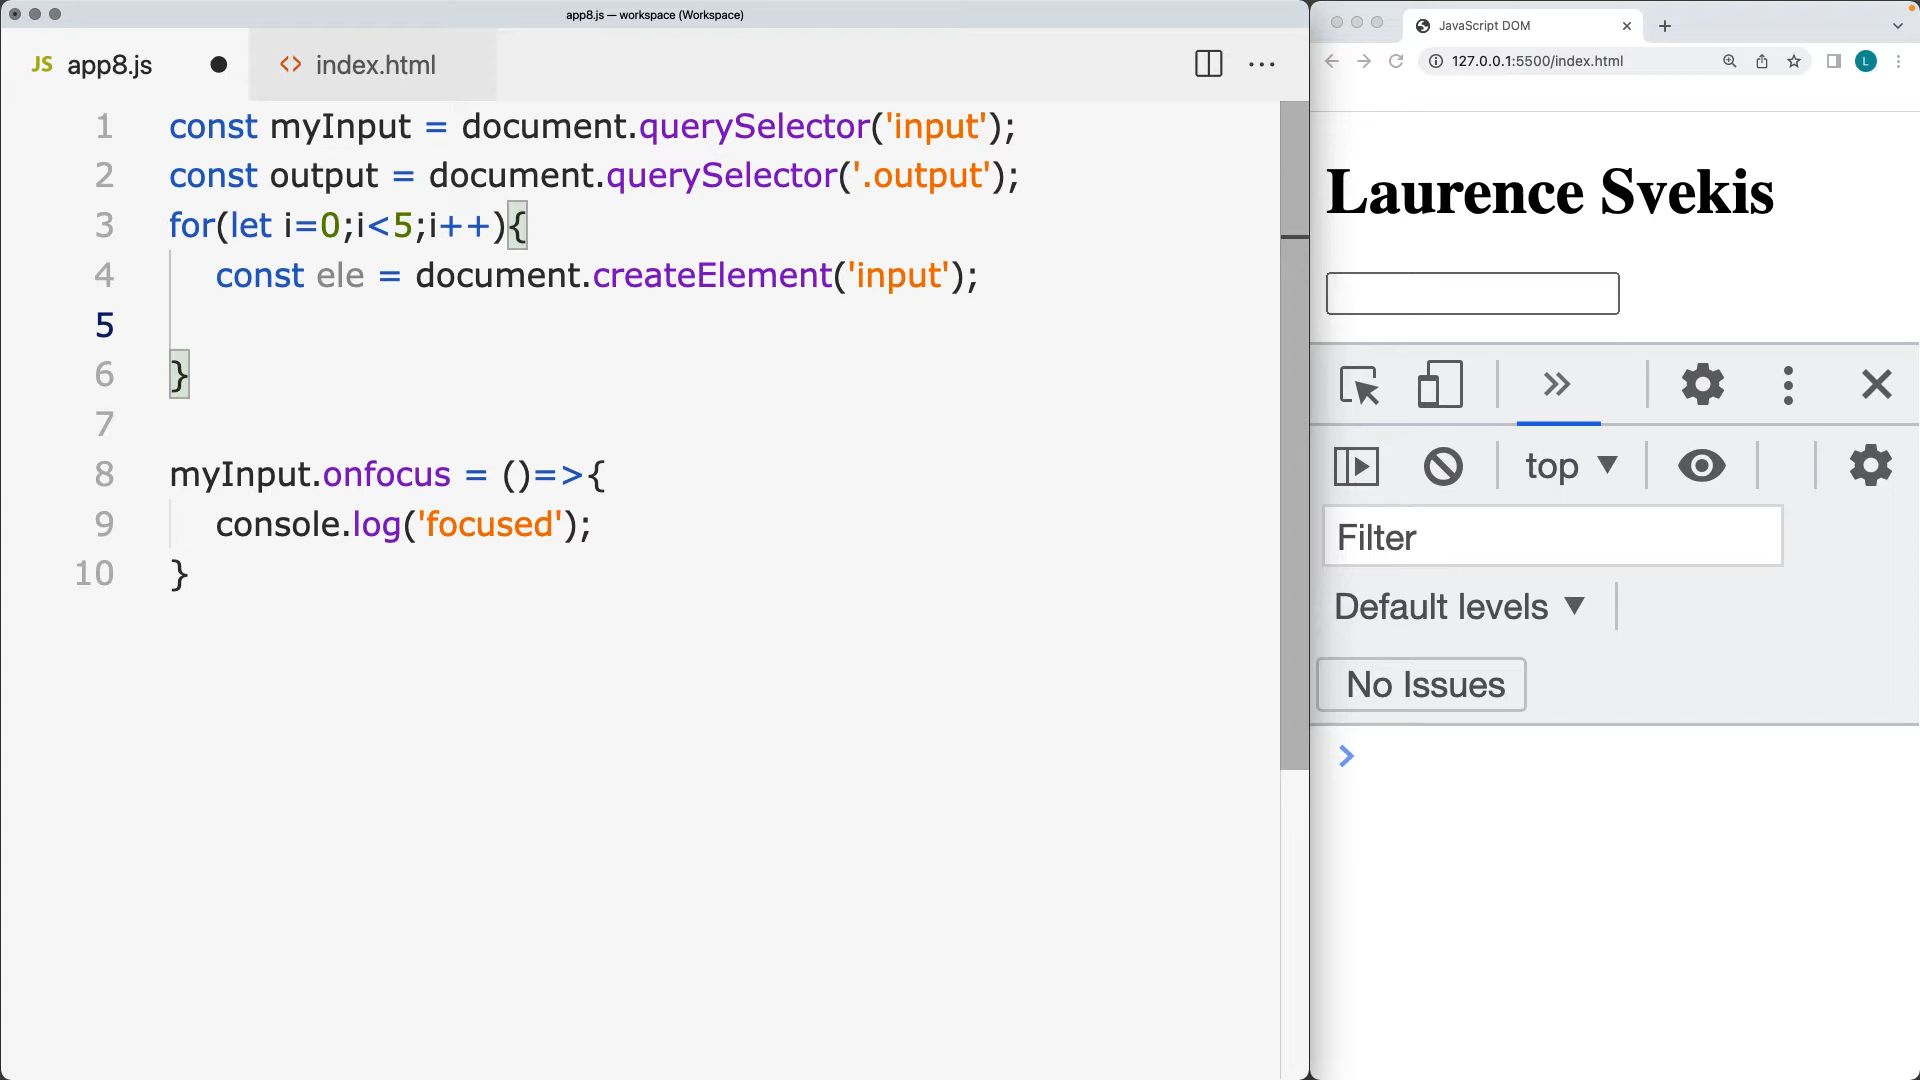 app8.js — workspace (Workspace)
JS app8.js
<> index.html
1 const myInput = document.querySelector('input');
2 const output = document.querySelector('.output');
3 for(let i=0;i<5;i++){
4 const ele = document.createElement('input');
5
6 }
7
8 myInput.onfocus = ()=>{
9 console.log('focused');
10 }
JavaScript DOM
127.0.0.1:5500/index.html
L
Laurence Svekis
top
Filter
Default levels
No Issues